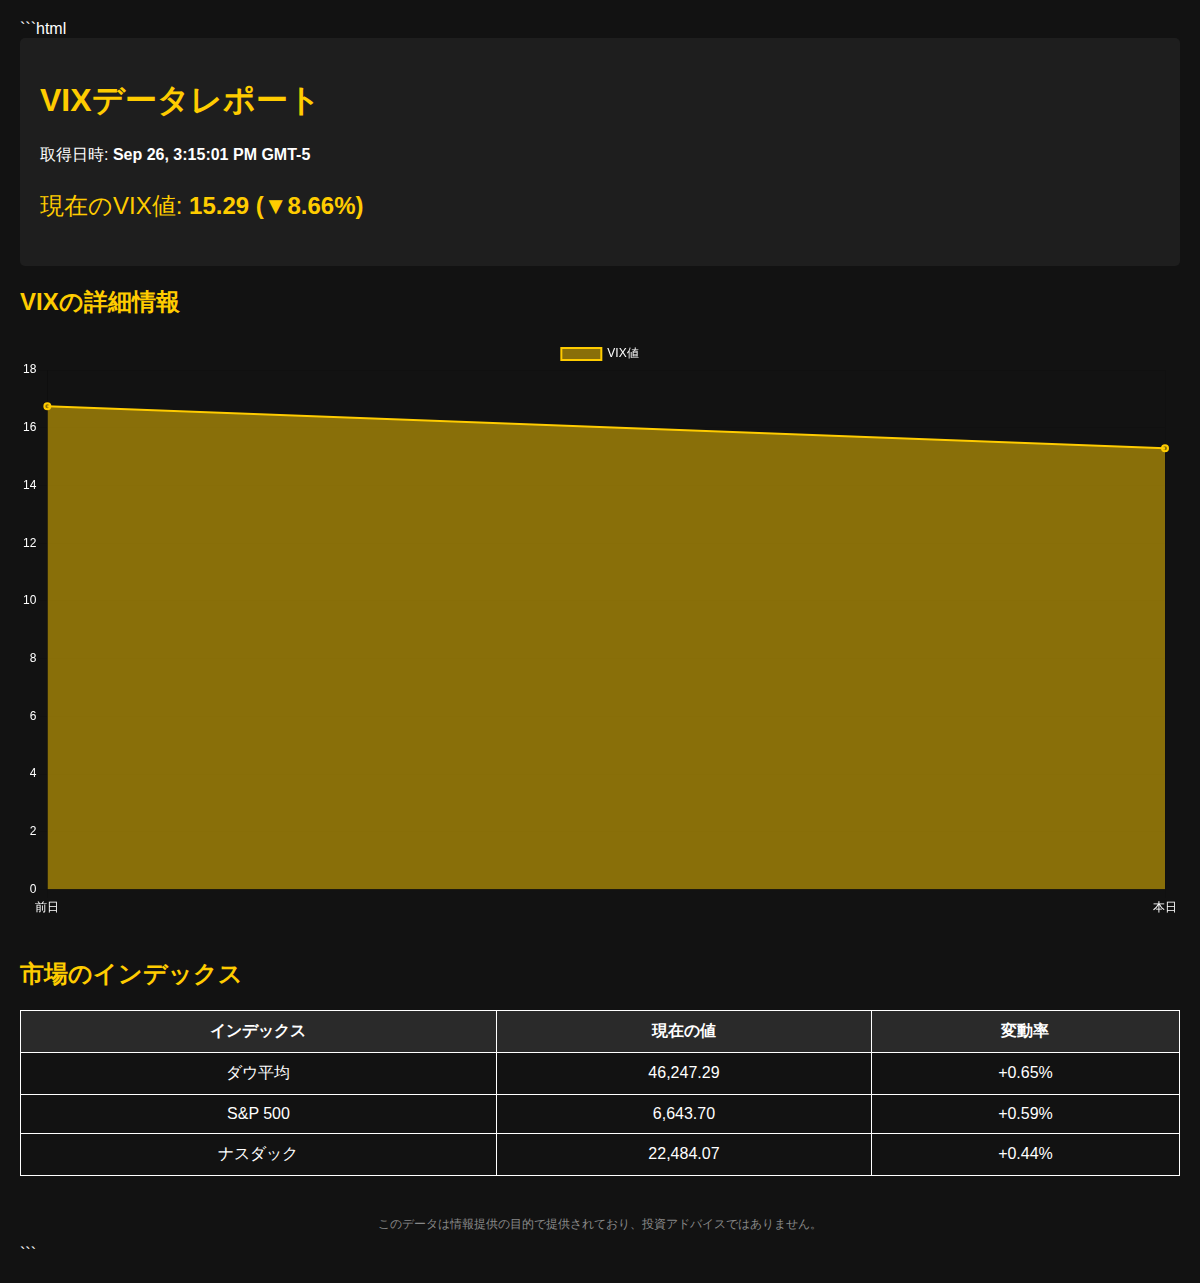 ```html
VIXデータレポート
取得日時: Sep 26, 3:15:01 PM GMT-5
現在のVIX値: 15.29 (▼8.66%)
VIXの詳細情報
VIX値
18
16
14
12
10
8
6
4
2
0
前日 本日
市場のインデックス
インデックス 現在の値 変動率
ダウ平均 46,247.29 +0.65%
S&P 500 6,643.70 +0.59%
ナスダック 22,484.07 +0.44%
このデータは情報提供の目的で提供されており、投資アドバイスではありません。
```